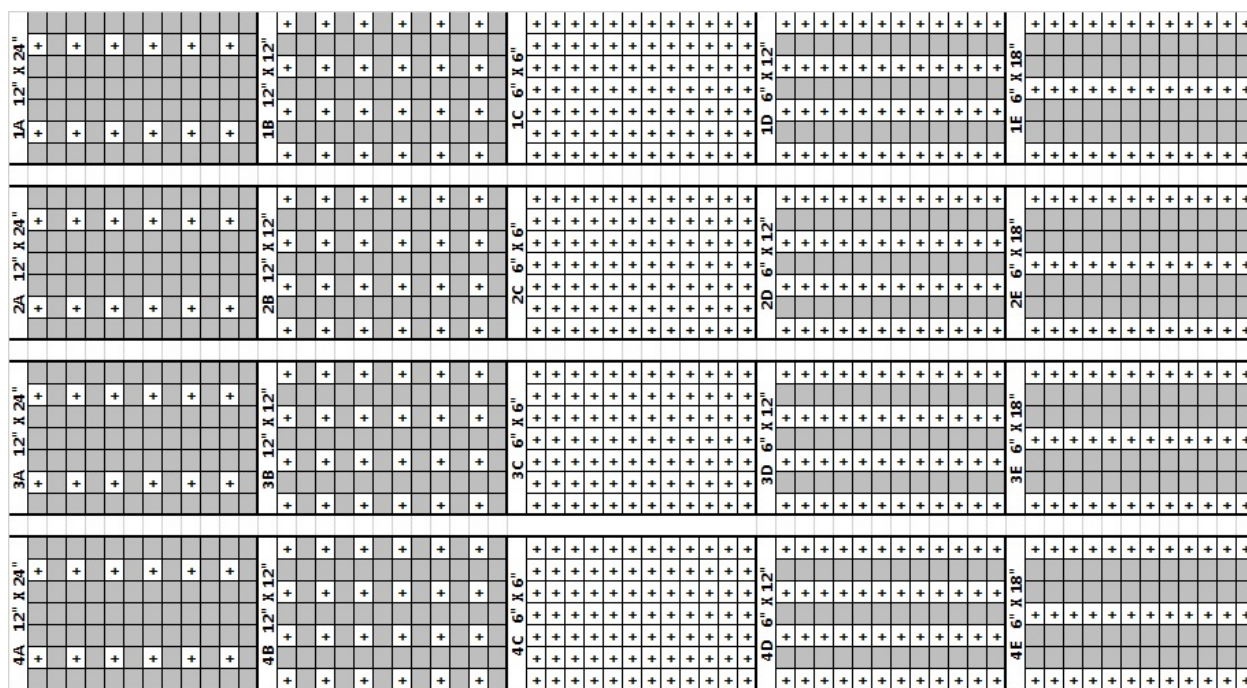 1A 12" X 24"
1B 12" X 12"
1C 6" X 6"
1D 6" X 12"
1E 6" X 18"
2A 12" X 24"
2B 12" X 12"
2C 6" X 6"
2D 6" X 12"
2E 6" X 18"
3A 12" X 24"
3B 12" X 12"
3C 6" X 6"
3D 6" X 12"
3E 6" X 18"
4A 12" X 24"
4B 12" X 12"
4C 6" X 6"
4D 6" X 12"
4E 6" X 18"